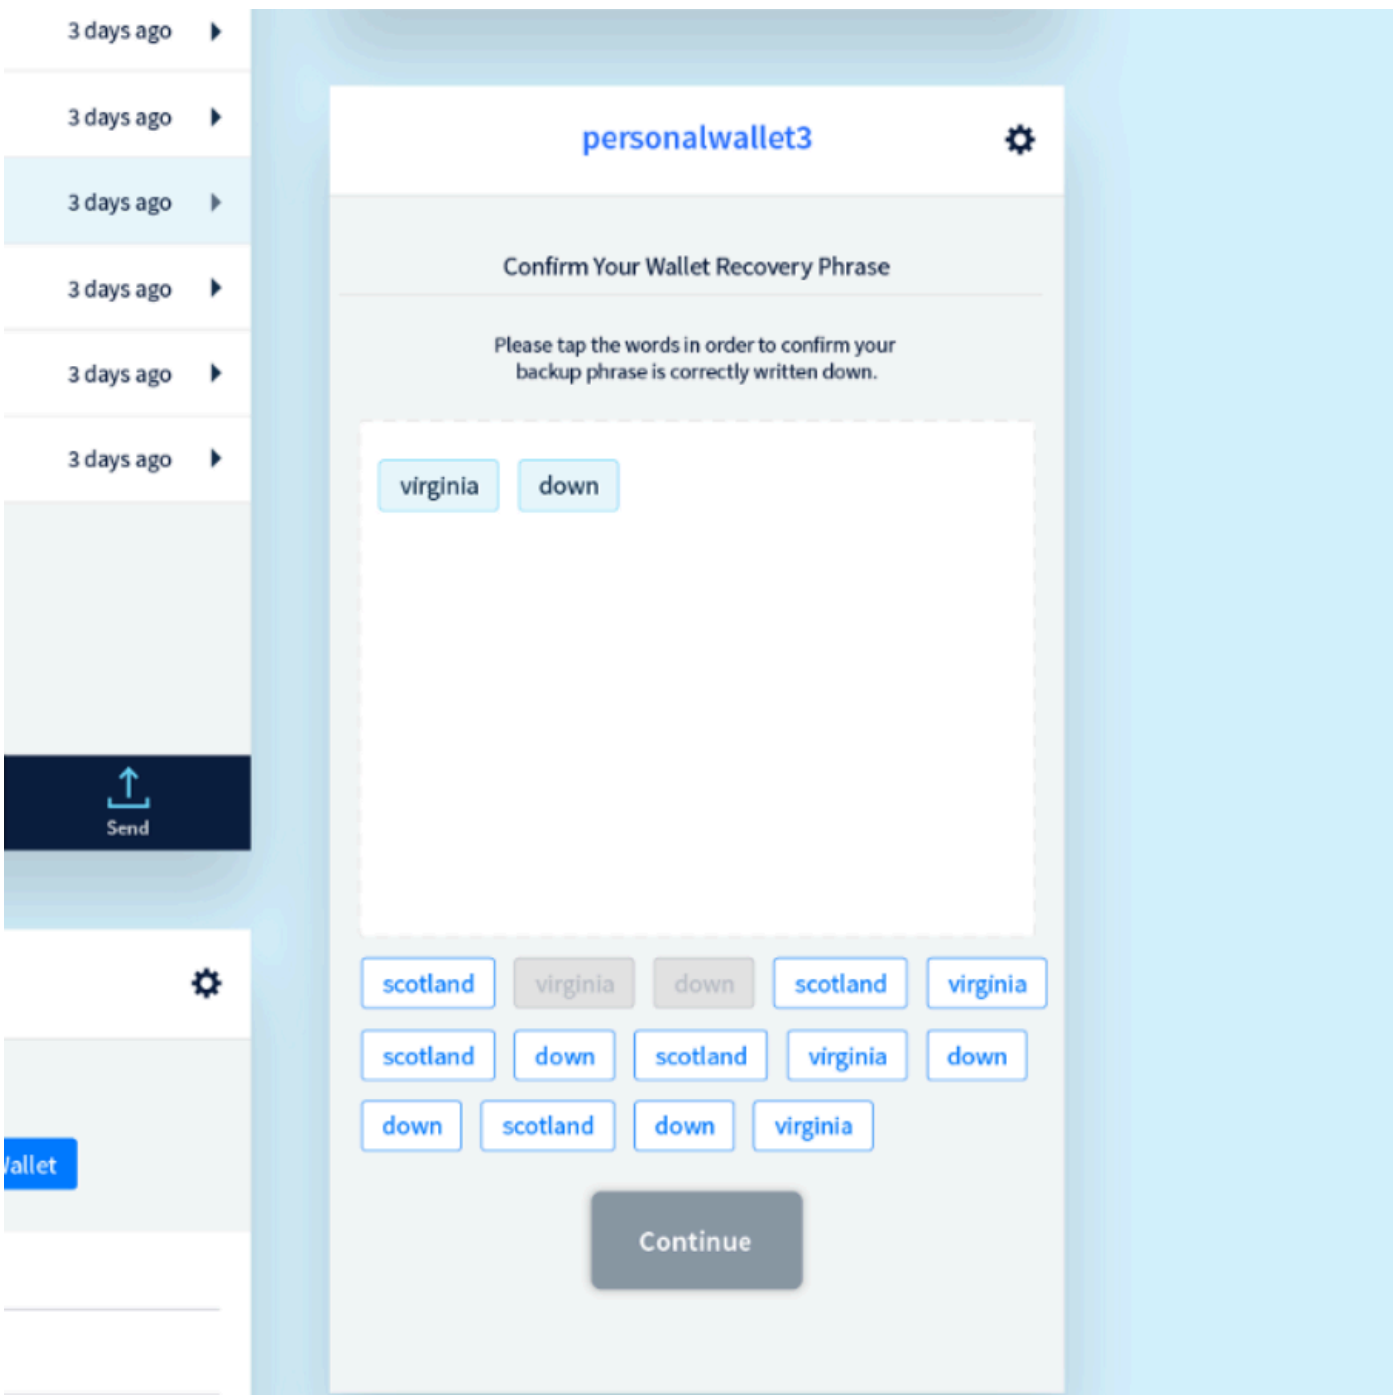 3 days ago
3 days ago
3 days ago
3 days ago
3 days ago
3 days ago
Send
personalwallet3
Confirm Your Wallet Recovery Phrase
Please tap the words in order to confirm your
backup phrase is correctly written down.
virginia down
scotland virginia down scotland virginia
scotland down scotland virginia down
down scotland down virginia
Continue